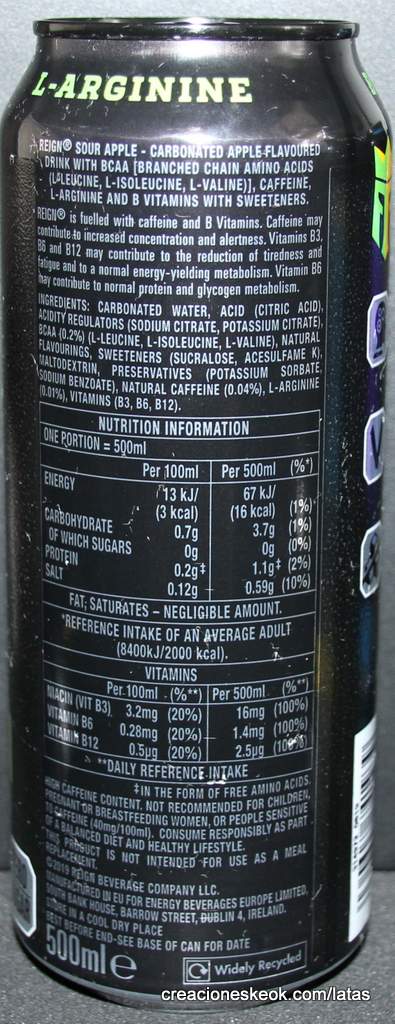 L-ARGININE
REIGN® SOUR APPLE - CARBONATED APPLE-FLAVOURED
DRINK WITH BCAA [BRANCHED CHAIN AMINO ACIDS
(L-LEUCINE, L-ISOLEUCINE, L-VALINE)], CAFFEINE,
L-ARGININE AND B VITAMINS WITH SWEETENERS.
REIGN® is fuelled with caffeine and B Vitamins. Caffeine may
contribute to increased concentration and alertness. Vitamins B3,
B6 and B12 may contribute to the reduction of tiredness and
fatigue and to a normal energy-yielding metabolism. Vitamin B6
may contribute to normal protein and glycogen metabolism.
INGREDIENTS: CARBONATED WATER, ACID (CITRIC ACID),
ACIDITY REGULATORS (SODIUM CITRATE, POTASSIUM CITRATE),
BCAA (0.2%) (L-LEUCINE, L-ISOLEUCINE, L-VALINE), NATURAL
FLAVOURINGS, SWEETENERS (SUCRALOSE, ACESULFAME K),
MALTODEXTRIN, PRESERVATIVES (POTASSIUM SORBATE,
SODIUM BENZOATE), NATURAL CAFFEINE (0.04%), L-ARGININE
(0.01%), VITAMINS (B3, B6, B12).
NUTRITION INFORMATION
ONE PORTION = 500ml
Per 100ml Per 500ml (%*)
ENERGY 13 kJ/ 67 kJ/
(3 kcal) (16 kcal) (1%)
CARBOHYDRATE 0.7g 3.7g (1%)
OF WHICH SUGARS 0g 0g (0%)
PROTEIN 0.2g‡ 1.1g‡ (2%)
SALT 0.12g 0.59g (10%)
FAT, SATURATES – NEGLIGIBLE AMOUNT.
*REFERENCE INTAKE OF AN AVERAGE ADULT
(8400kJ/2000 kcal).
VITAMINS
Per 100ml (%**) Per 500ml (%**)
NIACIN (VIT B3) 3.2mg (20%) 16mg (100%)
VITAMIN B6 0.28mg (20%) 1.4mg (100%)
VITAMIN B12 0.5µg (20%) 2.5µg (100%)
**DAILY REFERENCE INTAKE
‡IN THE FORM OF FREE AMINO ACIDS.
HIGH CAFFEINE CONTENT. NOT RECOMMENDED FOR CHILDREN,
PREGNANT OR BREASTFEEDING WOMEN, OR PEOPLE SENSITIVE
TO CAFFEINE (40mg/100ml). CONSUME RESPONSIBLY AS PART
OF A BALANCED DIET AND HEALTHY LIFESTYLE.
THIS PRODUCT IS NOT INTENDED FOR USE AS A MEAL
REPLACEMENT.
©2019 REIGN BEVERAGE COMPANY LLC.
MANUFACTURED IN EU FOR ENERGY BEVERAGES EUROPE LIMITED,
SOUTH BANK HOUSE, BARROW STREET, DUBLIN 4, IRELAND.
STORE IN A COOL DRY PLACE
BEST BEFORE END-SEE BASE OF CAN FOR DATE
500ml e
Widely Recycled
creacioneskeok.com/latas